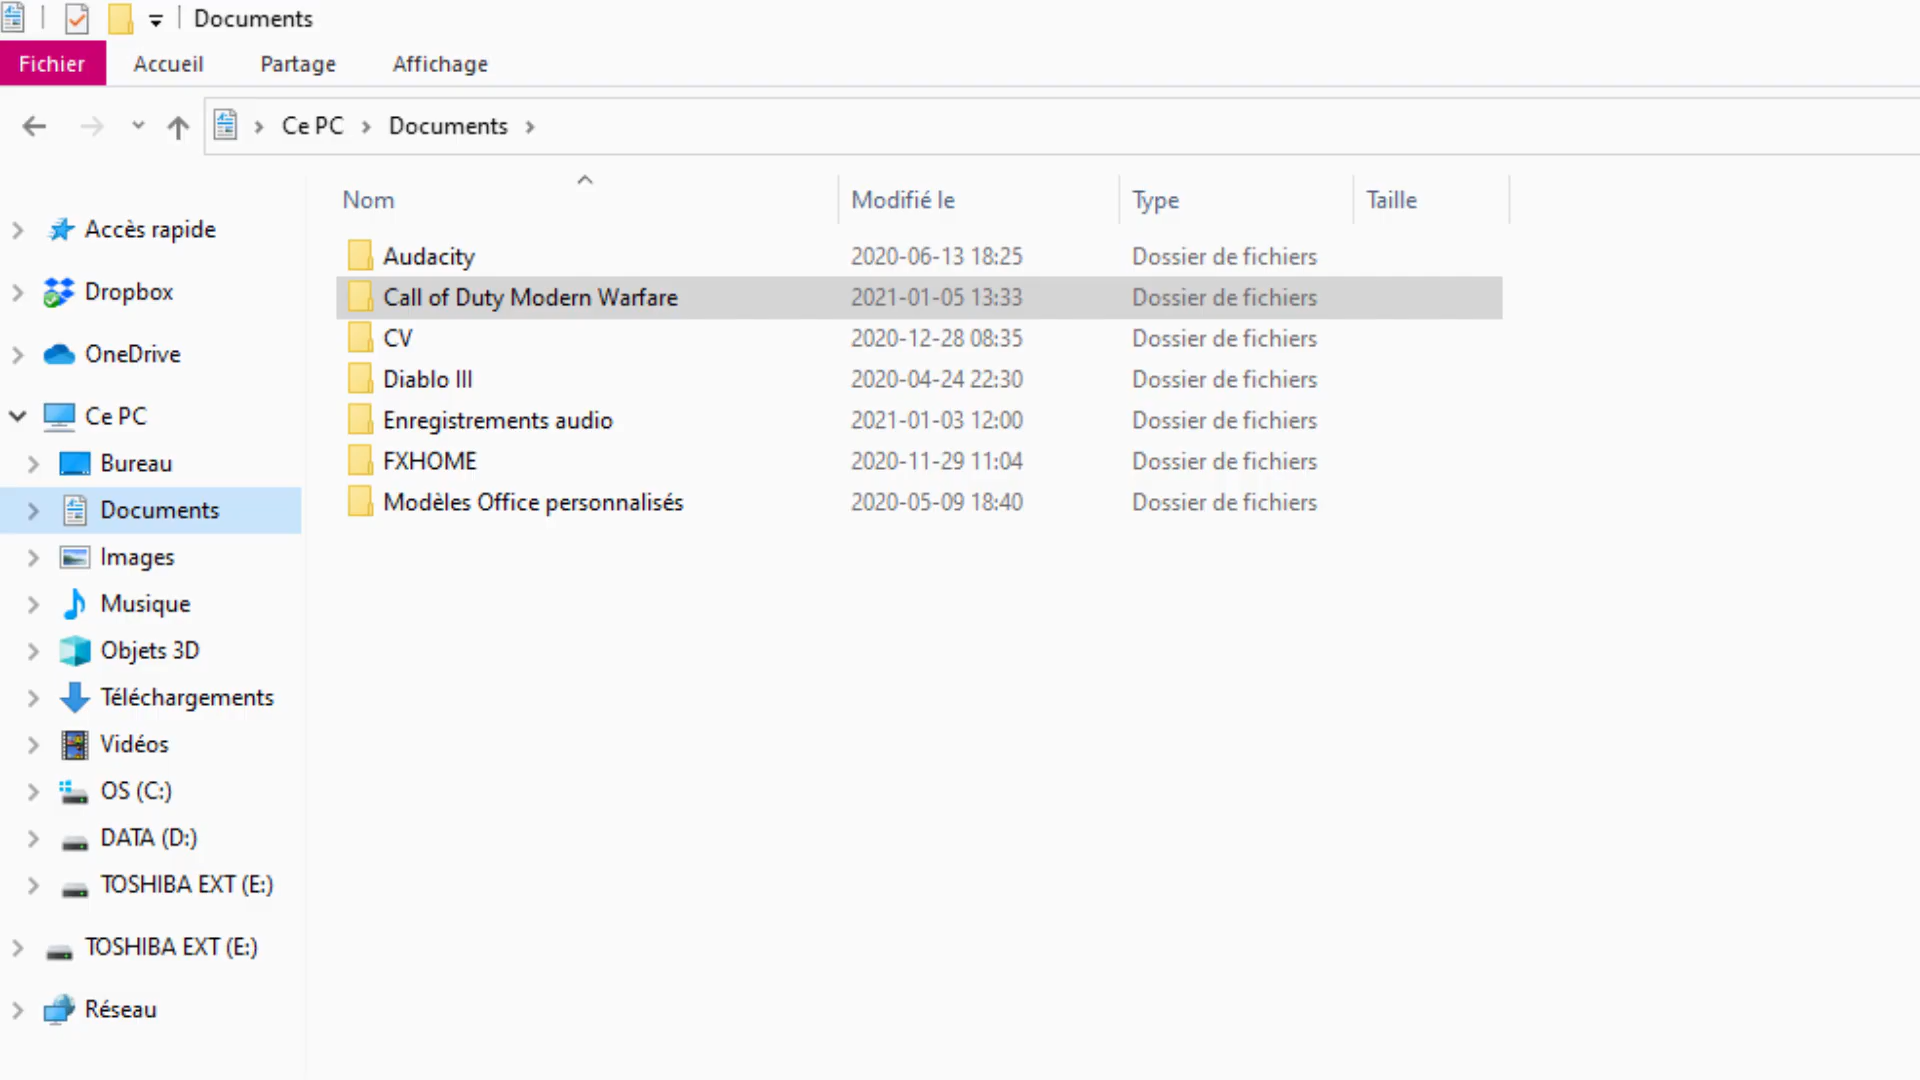 Documents
Fichier Accueil Partage Affichage
Ce PC Documents
Nom Modifié le Type Taille
Accès rapide
Dropbox
OneDrive
Ce PC
Bureau
Documents
Images
Musique
Objets 3D
Téléchargements
Vidéos
OS (C:)
DATA (D:)
TOSHIBA EXT (E:)
TOSHIBA EXT (E:)
Réseau
Audacity 2020-06-13 18:25 Dossier de fichiers
Call of Duty Modern Warfare 2021-01-05 13:33 Dossier de fichiers
CV 2020-12-28 08:35 Dossier de fichiers
Diablo III 2020-04-24 22:30 Dossier de fichiers
Enregistrements audio 2021-01-03 12:00 Dossier de fichiers
FXHOME 2020-11-29 11:04 Dossier de fichiers
Modèles Office personnalisés 2020-05-09 18:40 Dossier de fichiers